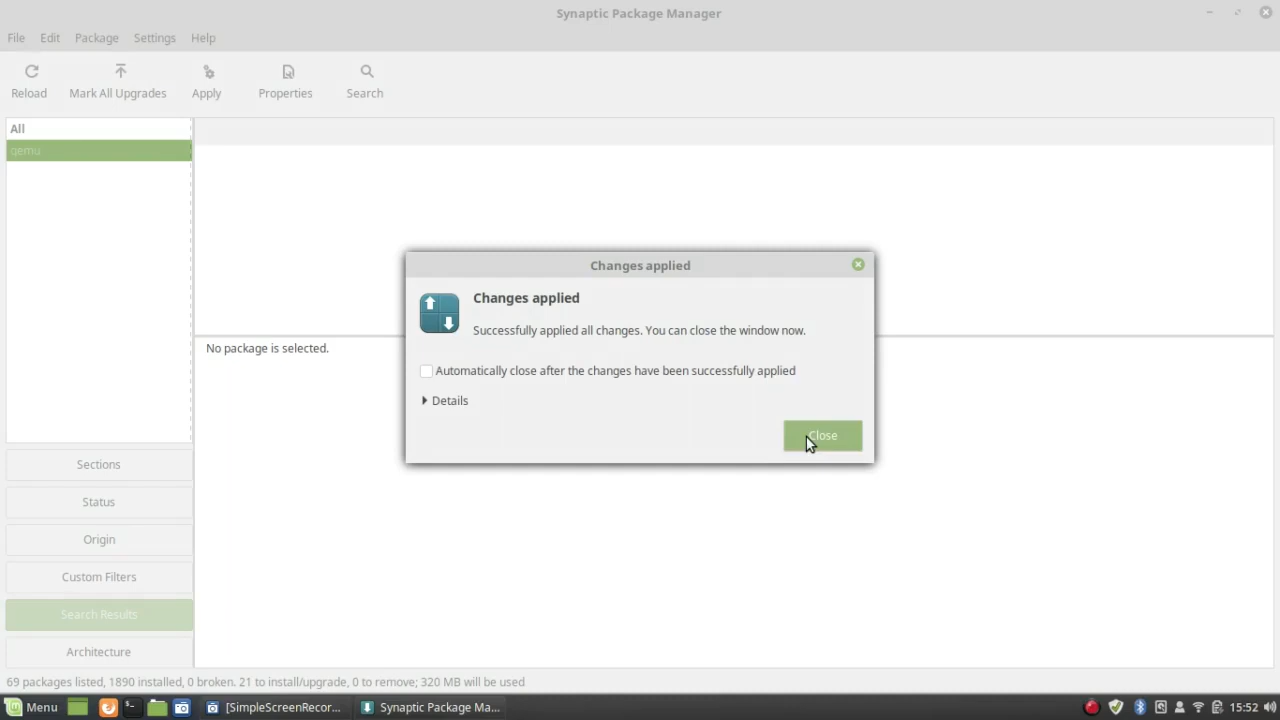 Synaptic Package Manager
File Edit Package Settings Help
Reload Mark All Upgrades Apply Properties Search
All
qemu
Changes applied
Changes applied
Successfully applied all changes. You can close the window now.
No package is selected.
Automatically close after the changes have been successfully applied
Details
Close
Sections
Status
Origin
Custom Filters
Search Results
Architecture
69 packages listed, 1890 installed, 0 broken. 21 to install/upgrade, 0 to remove; 320 MB will be used
Menu [SimpleScreenRecor... Synaptic Package Ma... 15:52